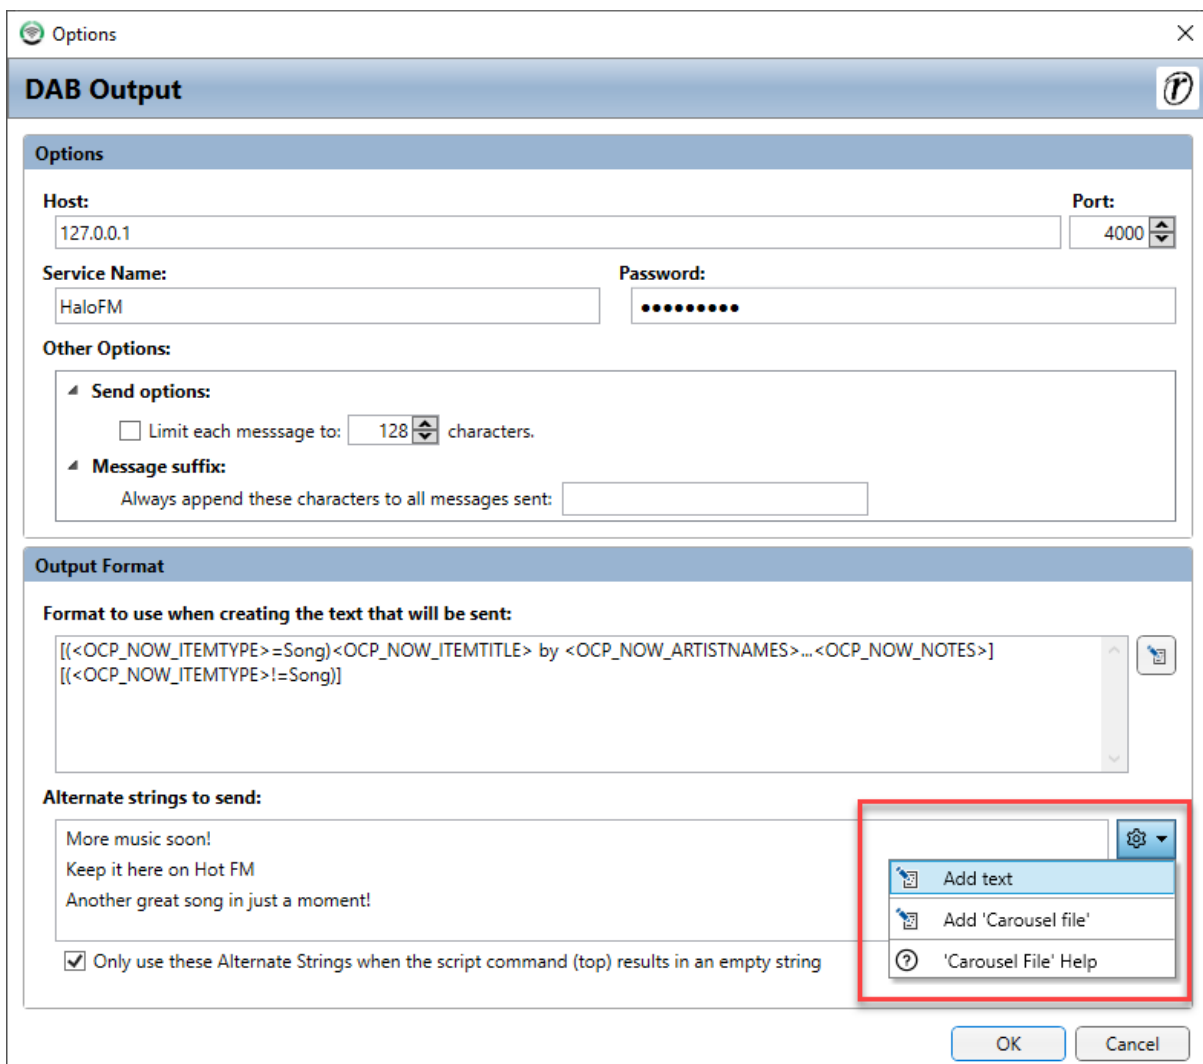 Options
DAB Output
r
Options
Host: Port:
127.0.0.1 4000
Service Name: Password:
HaloFM •••••••••
Other Options:
Send options:
Limit each messsage to: 128 characters.
Message suffix:
Always append these characters to all messages sent:
Output Format
Format to use when creating the text that will be sent:
[(<OCP_NOW_ITEMTYPE>=Song)<OCP_NOW_ITEMTITLE> by <OCP_NOW_ARTISTNAMES>...<OCP_NOW_NOTES>]
[(<OCP_NOW_ITEMTYPE>!=Song)]
Alternate strings to send:
More music soon!
Keep it here on Hot FM
Another great song in just a moment!
Add text
Add 'Carousel file'
'Carousel File' Help
Only use these Alternate Strings when the script command (top) results in an empty string
OK Cancel